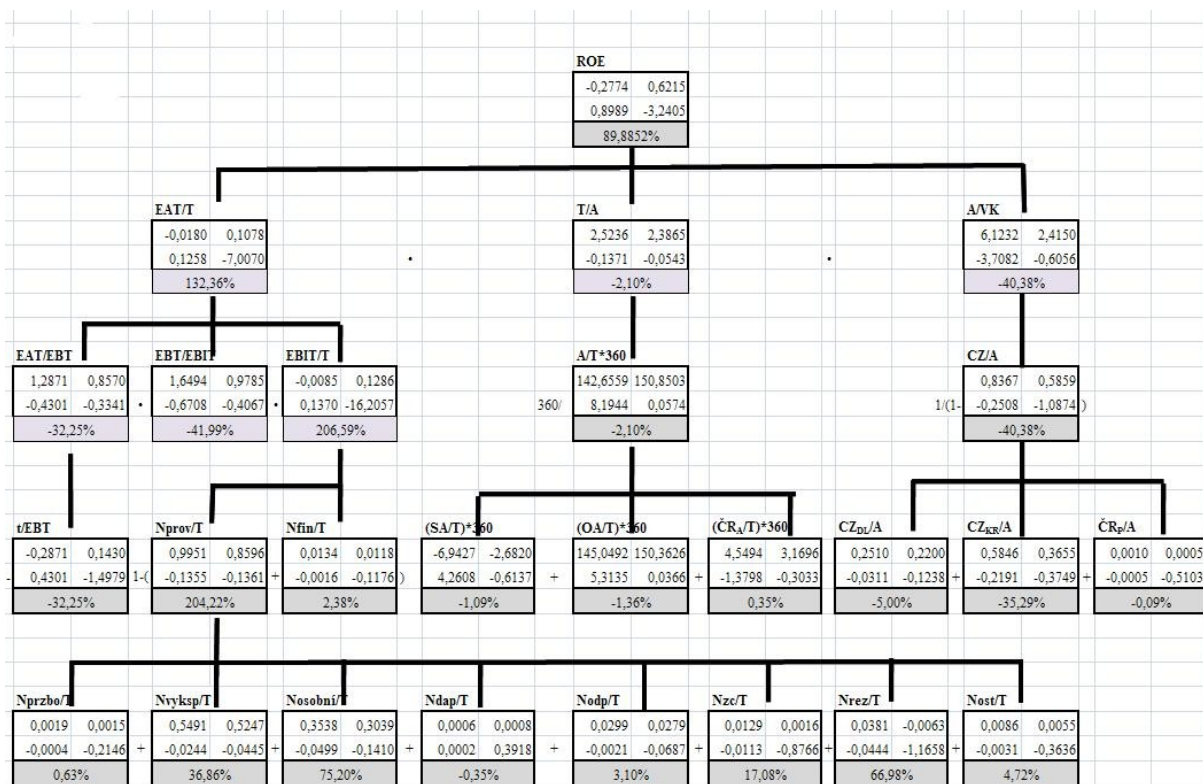 ROE
-0,2774 0,6215
0,8989 -3,2405
89,8852%
EAT/T T/A A/VK
-0,0180 0,1078 2,5236 2,3865 6,1232 2,4150
0,1258 -7,0070 • -0,1371 -0,0543 • -3,7082 -0,6056
132,36% -2,10% -40,38%
EAT/EBT EBT/EBIT EBIT/T A/T*360 CZ/A
1,2871 0,8570 1,6494 0,9785 -0,0085 0,1286 142,6559 150,8503 0,8367 0,5859
-0,4301 -0,3341 • -0,6708 -0,4067 • 0,1370 -16,2057 360/ 8,1944 0,0574 1/(1- -0,2508 -1,0874 )
-32,25% -41,99% 206,59% -2,10% -40,38%
t/EBT Nprov/T Nfin/T (SA/T)*360 (OA/T)*360 (ČRA/T)*360 CZDL/A CZKR/A ČRP/A
-0,2871 0,1430 0,9951 0,8596 0,0134 0,0118 -6,9427 -2,6820 145,0492 150,3626 4,5494 3,1696 0,2510 0,2200 0,5846 0,3655 0,0010 0,0005
- 0,4301 -1,4979 1-( -0,1355 -0,1361 + -0,0016 -0,1176 ) 4,2608 -0,6137 + 5,3135 0,0366 + -1,3798 -0,3033 -0,0311 -0,1238 + -0,2191 -0,3749 + -0,0005 -0,5103
-32,25% 204,22% 2,38% -1,09% -1,36% 0,35% -5,00% -35,29% -0,09%
Nprzbo/T Nvyksp/T Nosobní/T Ndap/T Nodp/T Nzc/T Nrez/T Nost/T
0,0019 0,0015 0,5491 0,5247 0,3538 0,3039 0,0006 0,0008 0,0299 0,0279 0,0129 0,0016 0,0381 -0,0063 0,0086 0,0055
-0,0004 -0,2146 + -0,0244 -0,0445 + -0,0499 -0,1410 + 0,0002 0,3918 + -0,0021 -0,0687 + -0,0113 -0,8766 + -0,0444 -1,1658 + -0,0031 -0,3636
0,63% 36,86% 75,20% -0,35% 3,10% 17,08% 66,98% 4,72%